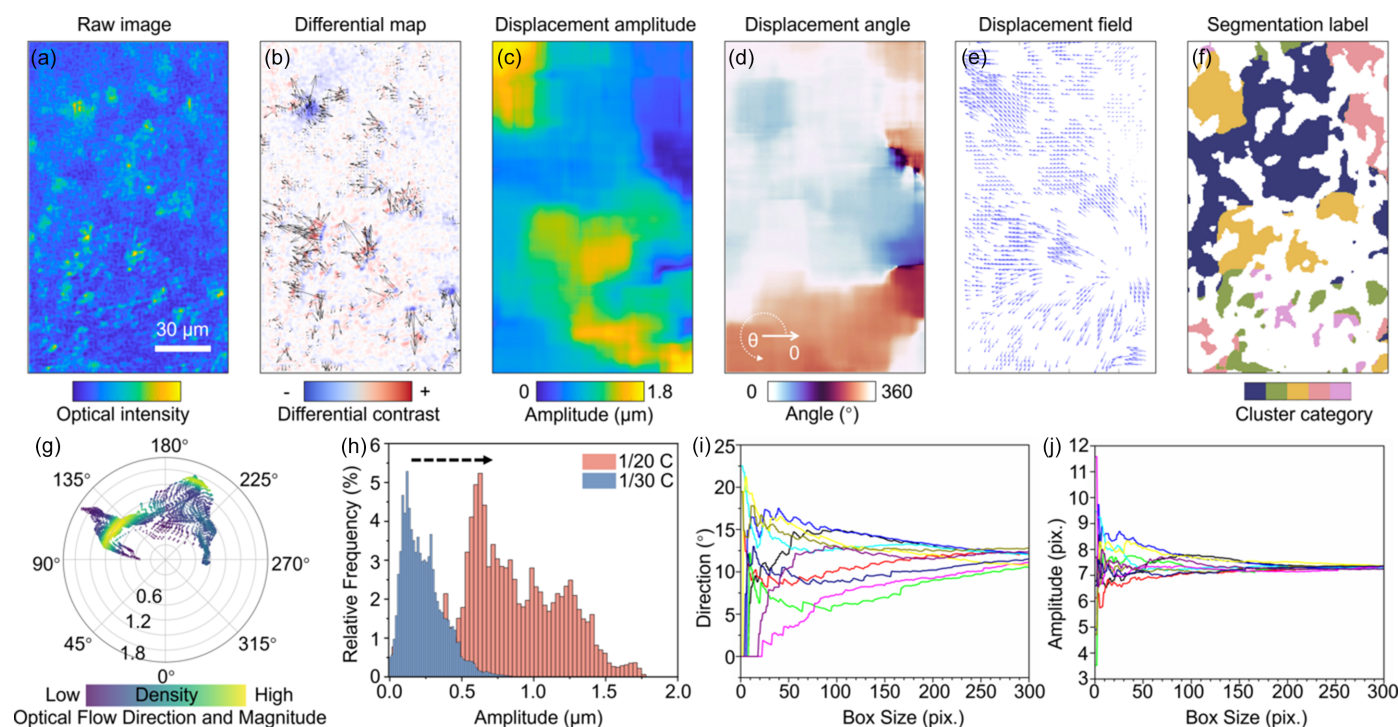 Raw image
Differential map
Displacement amplitude
Displacement angle
Displacement field
Segmentation label
(a)
(b)
(c)
(d)
(e)
(f)
30 μm
θ
0
Optical intensity
- +
Differential contrast
0 1.8
Amplitude (μm)
0 360
Angle (°)
Cluster category
(g)
180°
135°
225°
90°
270°
0.6
1.2
1.8
45°
315°
0°
Low Density High
Optical Flow Direction and Magnitude
(h)
Relative Frequency (%)
6
5
4
3
2
1
0
1/20 C
1/30 C
0.0 0.5 1.0 1.5 2.0
Amplitude (μm)
(i)
Direction (°)
25
20
15
10
5
0
0 50 100 150 200 250 300
Box Size (pix.)
(j)
Amplitude (pix.)
12
11
10
9
8
7
6
5
4
3
0 50 100 150 200 250 300
Box Size (pix.)